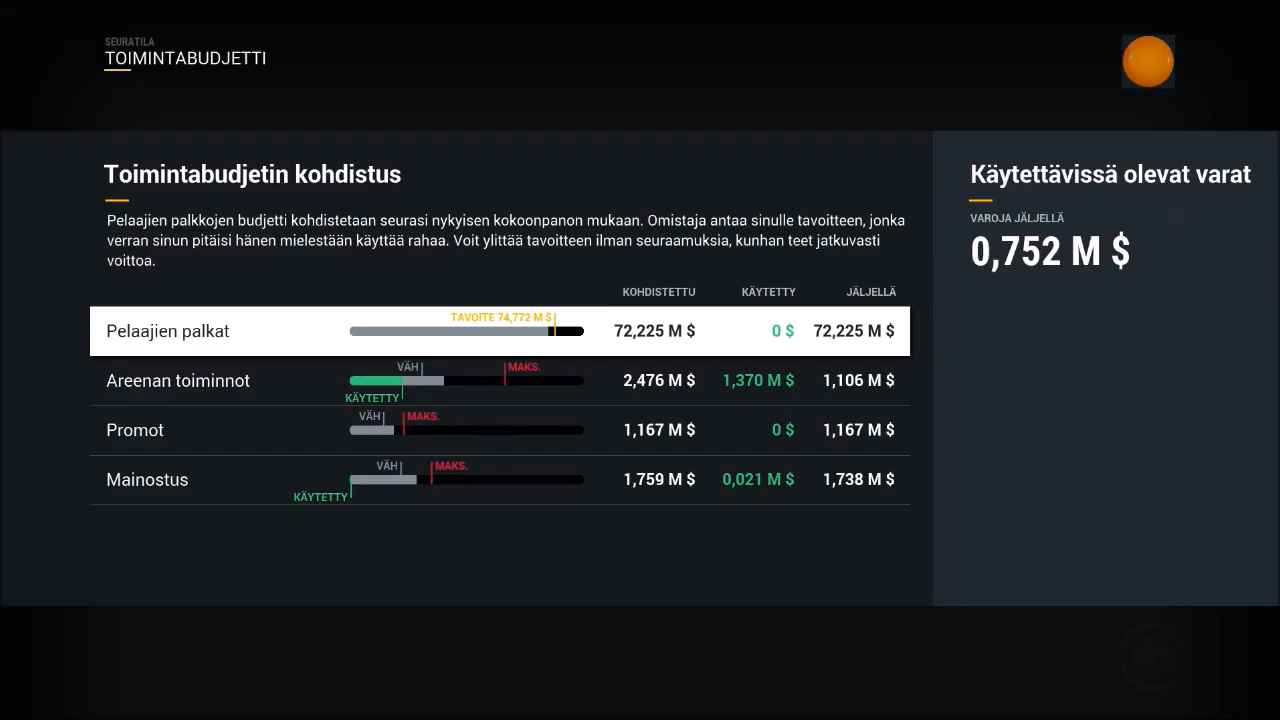 SEURATILA
TOIMINTABUDJETTI
Toimintabudjetin kohdistus
Pelaajien palkkojen budjetti kohdistetaan seurasi nykyisen kokoonpanon mukaan. Omistaja antaa sinulle tavoitteen, jonka
verran sinun pitäisi hänen mielestään käyttää rahaa. Voit ylittää tavoitteen ilman seuraamuksia, kunhan teet jatkuvasti
voittoa.
KOHDISTETTU KÄYTETTY JÄLJELLÄ
TAVOITE 74,772 M $
Pelaajien palkat 72,225 M $ 0 $ 72,225 M $
VÄH MAKS.
Areenan toiminnot 2,476 M $ 1,370 M $ 1,106 M $
KÄYTETTY
VÄH MAKS.
Promot 1,167 M $ 0 $ 1,167 M $
VÄH MAKS.
Mainostus 1,759 M $ 0,021 M $ 1,738 M $
KÄYTETTY
Käytettävissä olevat varat
VAROJA JÄLJELLÄ
0,752 M $